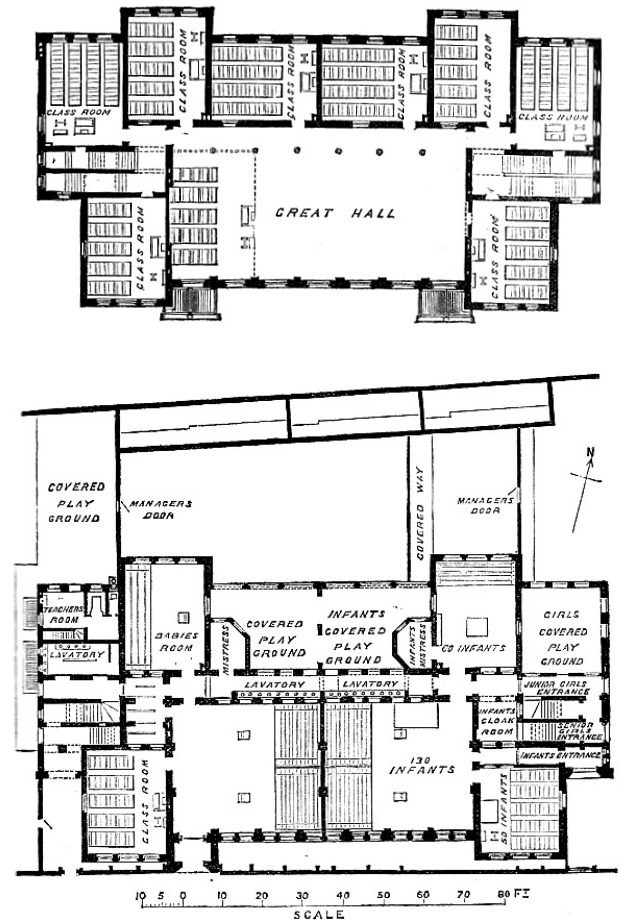 CLASS ROOM
CLASS ROOM
CLASS ROOM
CLASS ROOM
CLASS ROOM
CLASS ROOM
GREAT HALL
CLASS ROOM
CLASS ROOM
N
COVERED
PLAY
GROUND
MANAGERS
DOOR
COVERED WAY
MANAGERS
DOOR
TEACHERS
ROOM
LAVATORY
BABIES
ROOM
MISTRESS
COVERED
PLAY
GROUND
INFANTS
COVERED
PLAY
GROUND
INFANTS
MISTRESS
60 INFANTS
GIRLS
COVERED
PLAY
GROUND
LAVATORY
LAVATORY
JUNIOR GIRLS
ENTRANCE
INFANTS
CLOAK
ROOM
SENIOR
GIRLS
ENTRANCE
INFANTS ENTRANCE
CLASS ROOM
130
INFANTS
50 INFANTS
10 5 0 10 20 30 40 50 60 70 80 FT
SCALE